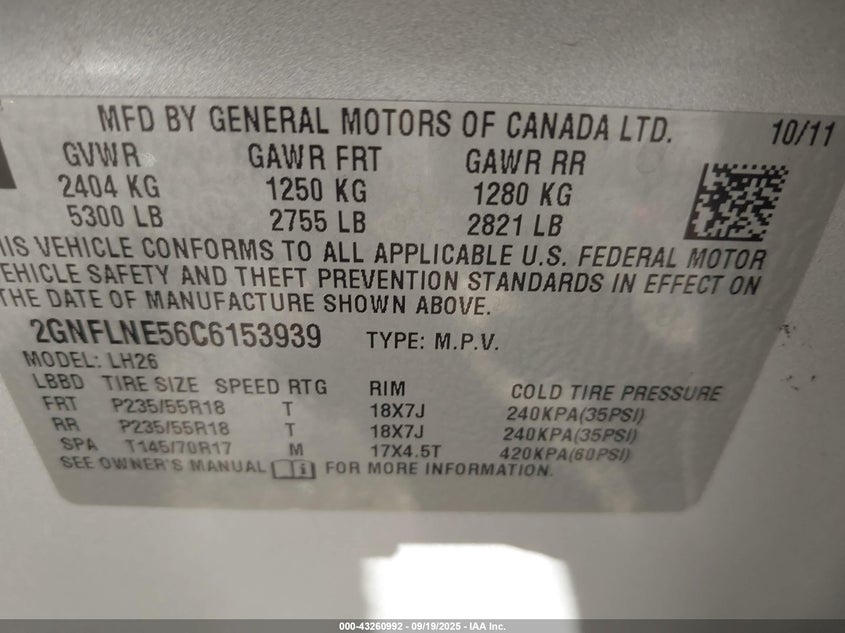 MFD BY GENERAL MOTORS OF CANADA LTD. 10/11
GVWR GAWR FRT GAWR RR
2404 KG 1250 KG 1280 KG
5300 LB 2755 LB 2821 LB
HIS VEHICLE CONFORMS TO ALL APPLICABLE U.S. FEDERAL MOTOR
EHICLE SAFETY AND THEFT PREVENTION STANDARDS IN EFFECT ON
THE DATE OF MANUFACTURE SHOWN ABOVE.
2GNFLNE56C6153939 TYPE: M.P.V.
MODEL: LH26
LBBD TIRE SIZE SPEED RTG RIM COLD TIRE PRESSURE
FRT P235/55R18 T 18X7J 240KPA(35PSI)
RR P235/55R18 T 18X7J 240KPA(35PSI)
SPA T145/70R17 M 17X4.5T 420KPA(60PSI)
SEE OWNER'S MANUAL FOR MORE INFORMATION.
000-43260992 - 09/19/2025 - IAA Inc.